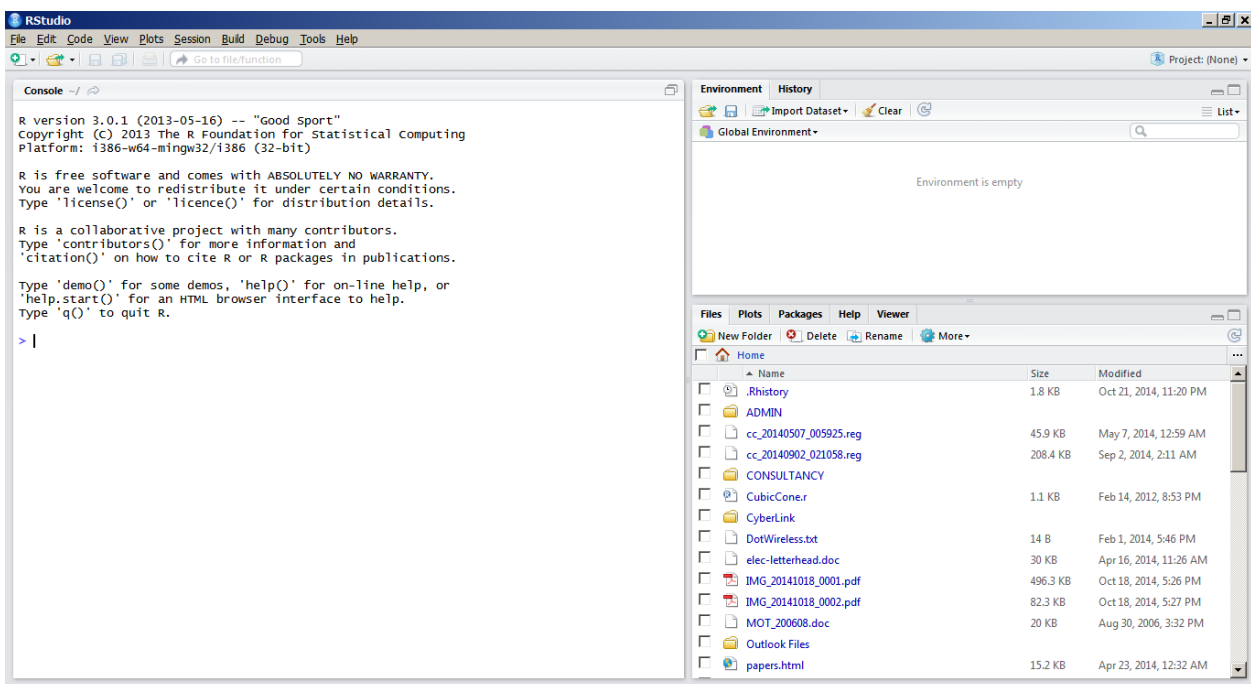 RStudio
File Edit Code View Plots Session Build Debug Tools Help
Go to file/function
Project: (None)
Console ~/
R version 3.0.1 (2013-05-16) -- "Good Sport"
Copyright (C) 2013 The R Foundation for Statistical Computing
Platform: i386-w64-mingw32/i386 (32-bit)
R is free software and comes with ABSOLUTELY NO WARRANTY.
You are welcome to redistribute it under certain conditions.
Type 'license()' or 'licence()' for distribution details.
R is a collaborative project with many contributors.
Type 'contributors()' for more information and
'citation()' on how to cite R or R packages in publications.
Type 'demo()' for some demos, 'help()' for on-line help, or
'help.start()' for an HTML browser interface to help.
Type 'q()' to quit R.
>
Environment History
Import Dataset Clear List
Global Environment
Environment is empty
Files Plots Packages Help Viewer
New Folder Delete Rename More
Home ...
Name Size Modified
.Rhistory 1.8 KB Oct 21, 2014, 11:20 PM
ADMIN
cc_20140507_005925.reg 45.9 KB May 7, 2014, 12:59 AM
cc_20140902_021058.reg 208.4 KB Sep 2, 2014, 2:11 AM
CONSULTANCY
CubicCone.r 1.1 KB Feb 14, 2012, 8:53 PM
CyberLink
DotWireless.txt 14 B Feb 1, 2014, 5:46 PM
elec-letterhead.doc 30 KB Apr 16, 2014, 11:26 AM
IMG_20141018_0001.pdf 496.3 KB Oct 18, 2014, 5:26 PM
IMG_20141018_0002.pdf 82.3 KB Oct 18, 2014, 5:27 PM
MOT_200608.doc 20 KB Aug 30, 2006, 3:32 PM
Outlook Files
papers.html 15.2 KB Apr 23, 2014, 12:32 AM